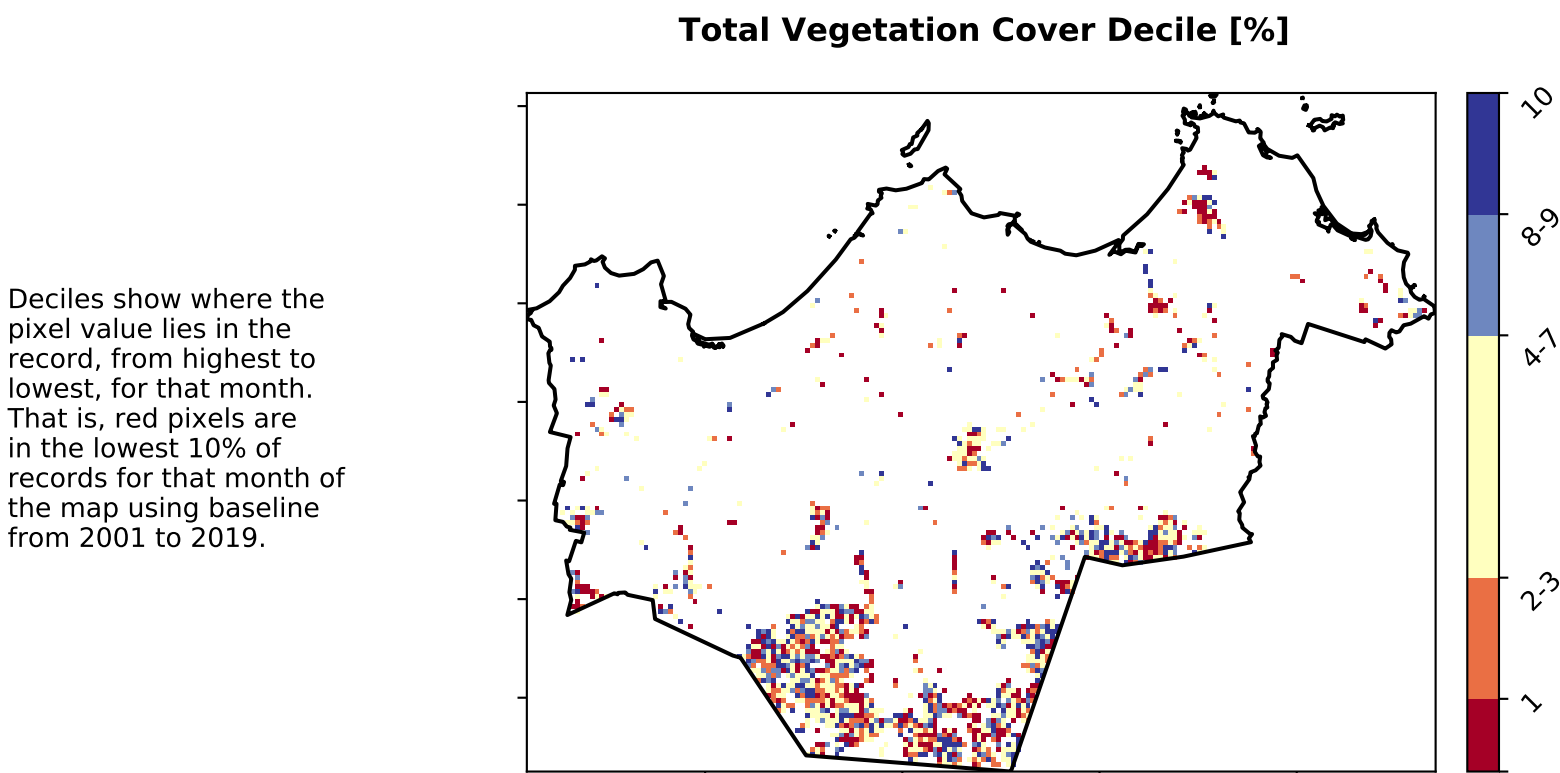 Total Vegetation Cover Decile [%]
Deciles show where the
pixel value lies in the
record, from highest to
lowest, for that month.
That is, red pixels are
in the lowest 10% of
records for that month of
the map using baseline
from 2001 to 2019.
10
8-9
4-7
2-3
1